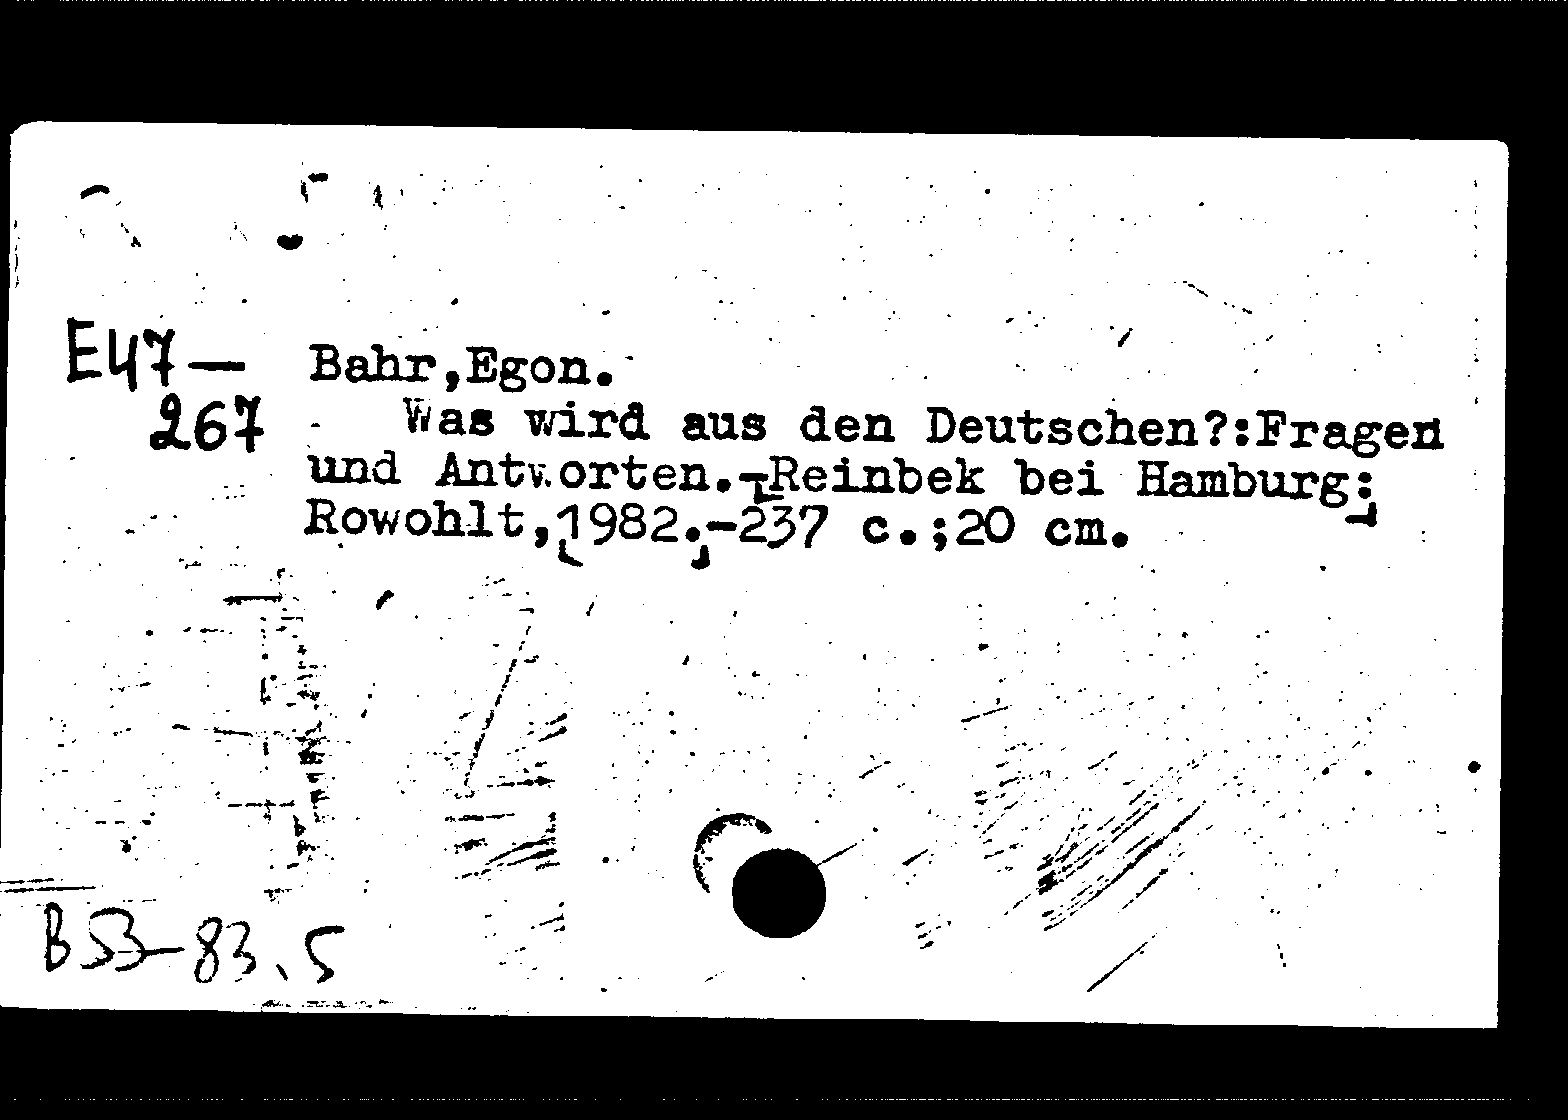 E47— Bahr,Egon.
267 Was wird aus den Deutschen?:Fragen
und Antworten.-[Reinbek bei Hamburg:]
Rowohlt,[1982.]-237 c.;20 cm.
B53-83.5